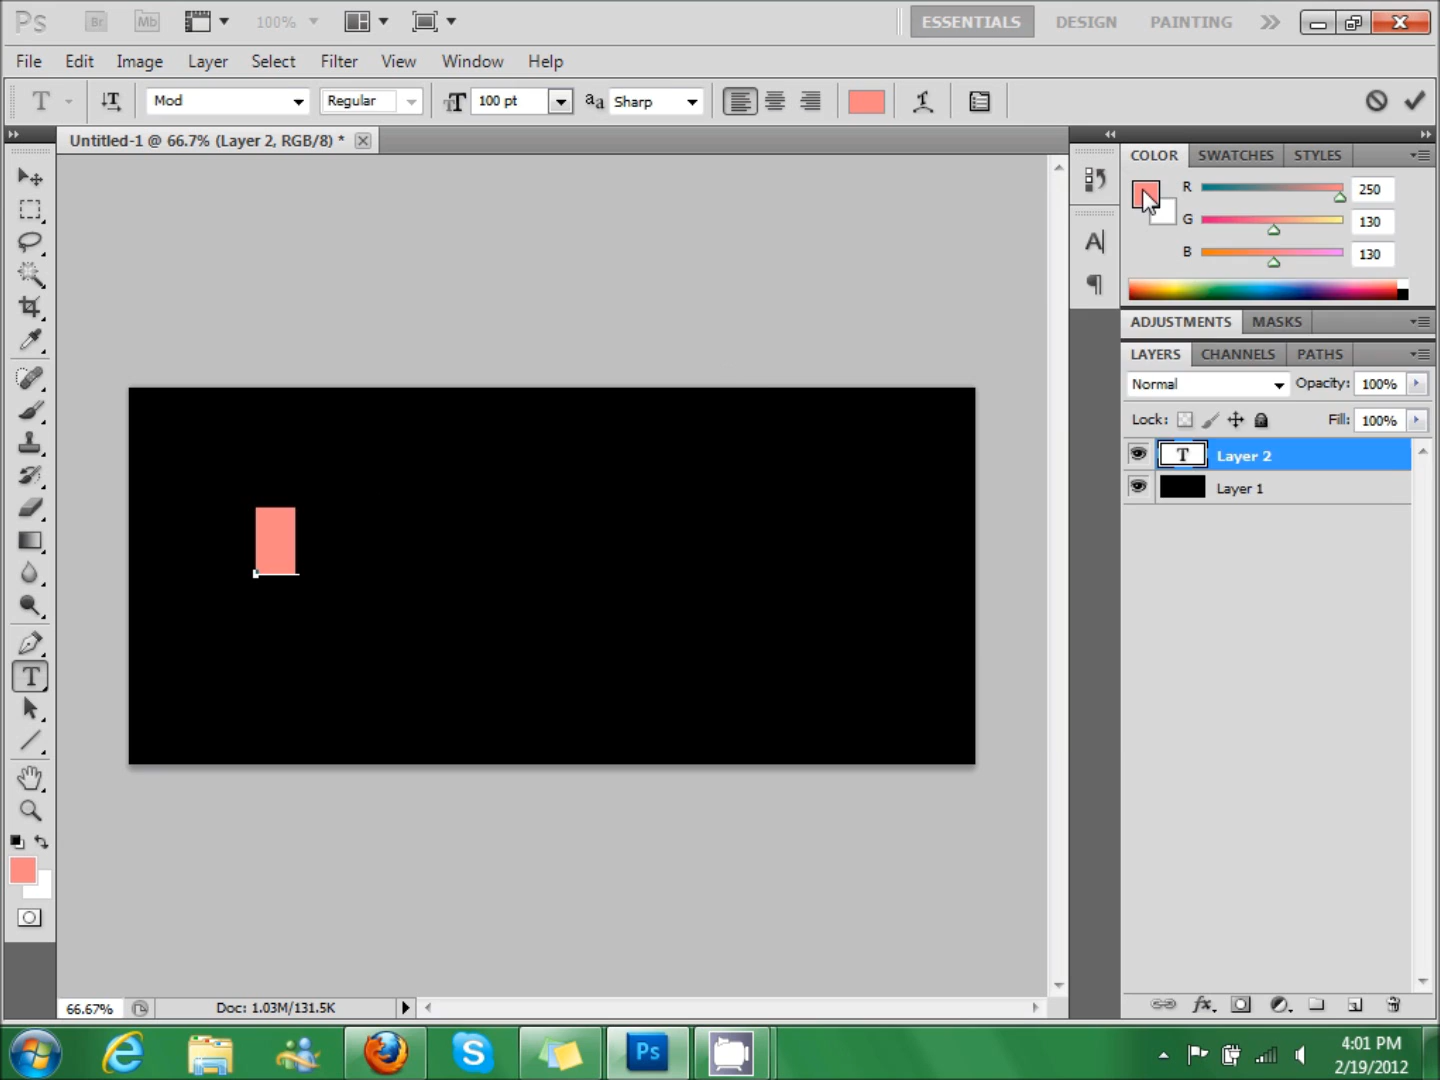 Ps Br Mb 100% ESSENTIALS DESIGN PAINTING
File Edit Image Layer Select Filter View Window Help
T T Mod Regular T 100 pt aa Sharp
Untitled-1 @ 66.7% (Layer 2, RGB/8) *
COLOR SWATCHES STYLES
R 250
G 130
B 130
A
ADJUSTMENTS MASKS
LAYERS CHANNELS PATHS
Normal Opacity: 100%
Lock: Fill: 100%
T Layer 2
Layer 1
T
66.67% Doc: 1.03M/131.5K
fx
Ps
4:01 PM
2/19/2012